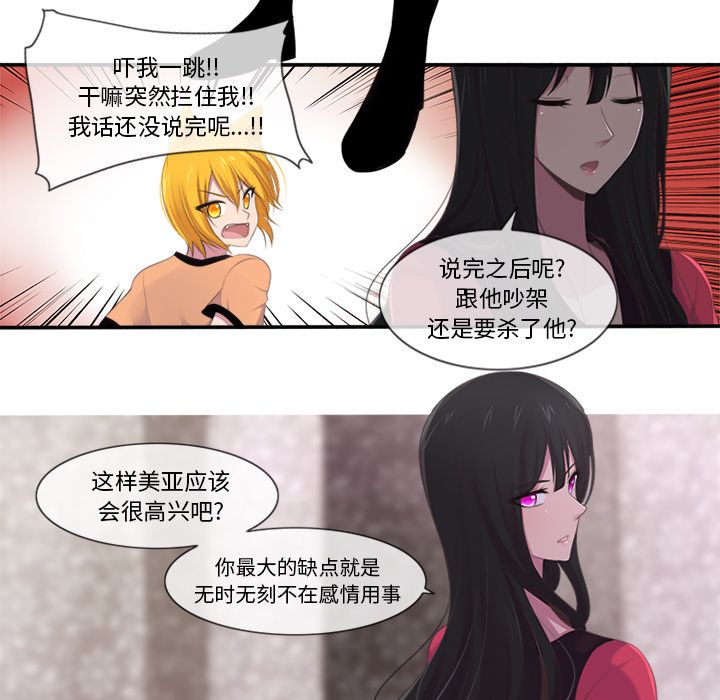 吓我一跳!!
干嘛突然拦住我!!
我话还没说完呢...!!
说完之后呢?
跟他吵架
还是要杀了他?
这样美亚应该
会很高兴吧?
你最大的缺点就是
无时无刻不在感情用事